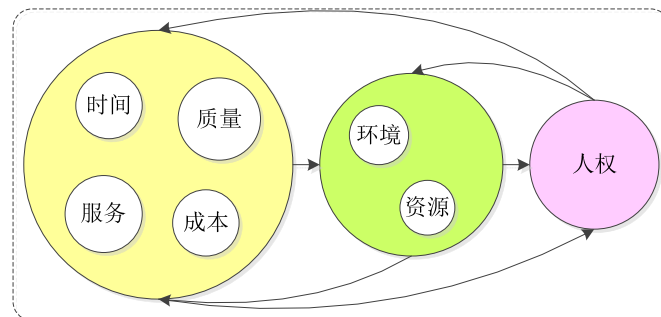 时间
质量
服务
成本
环境
资源
人权